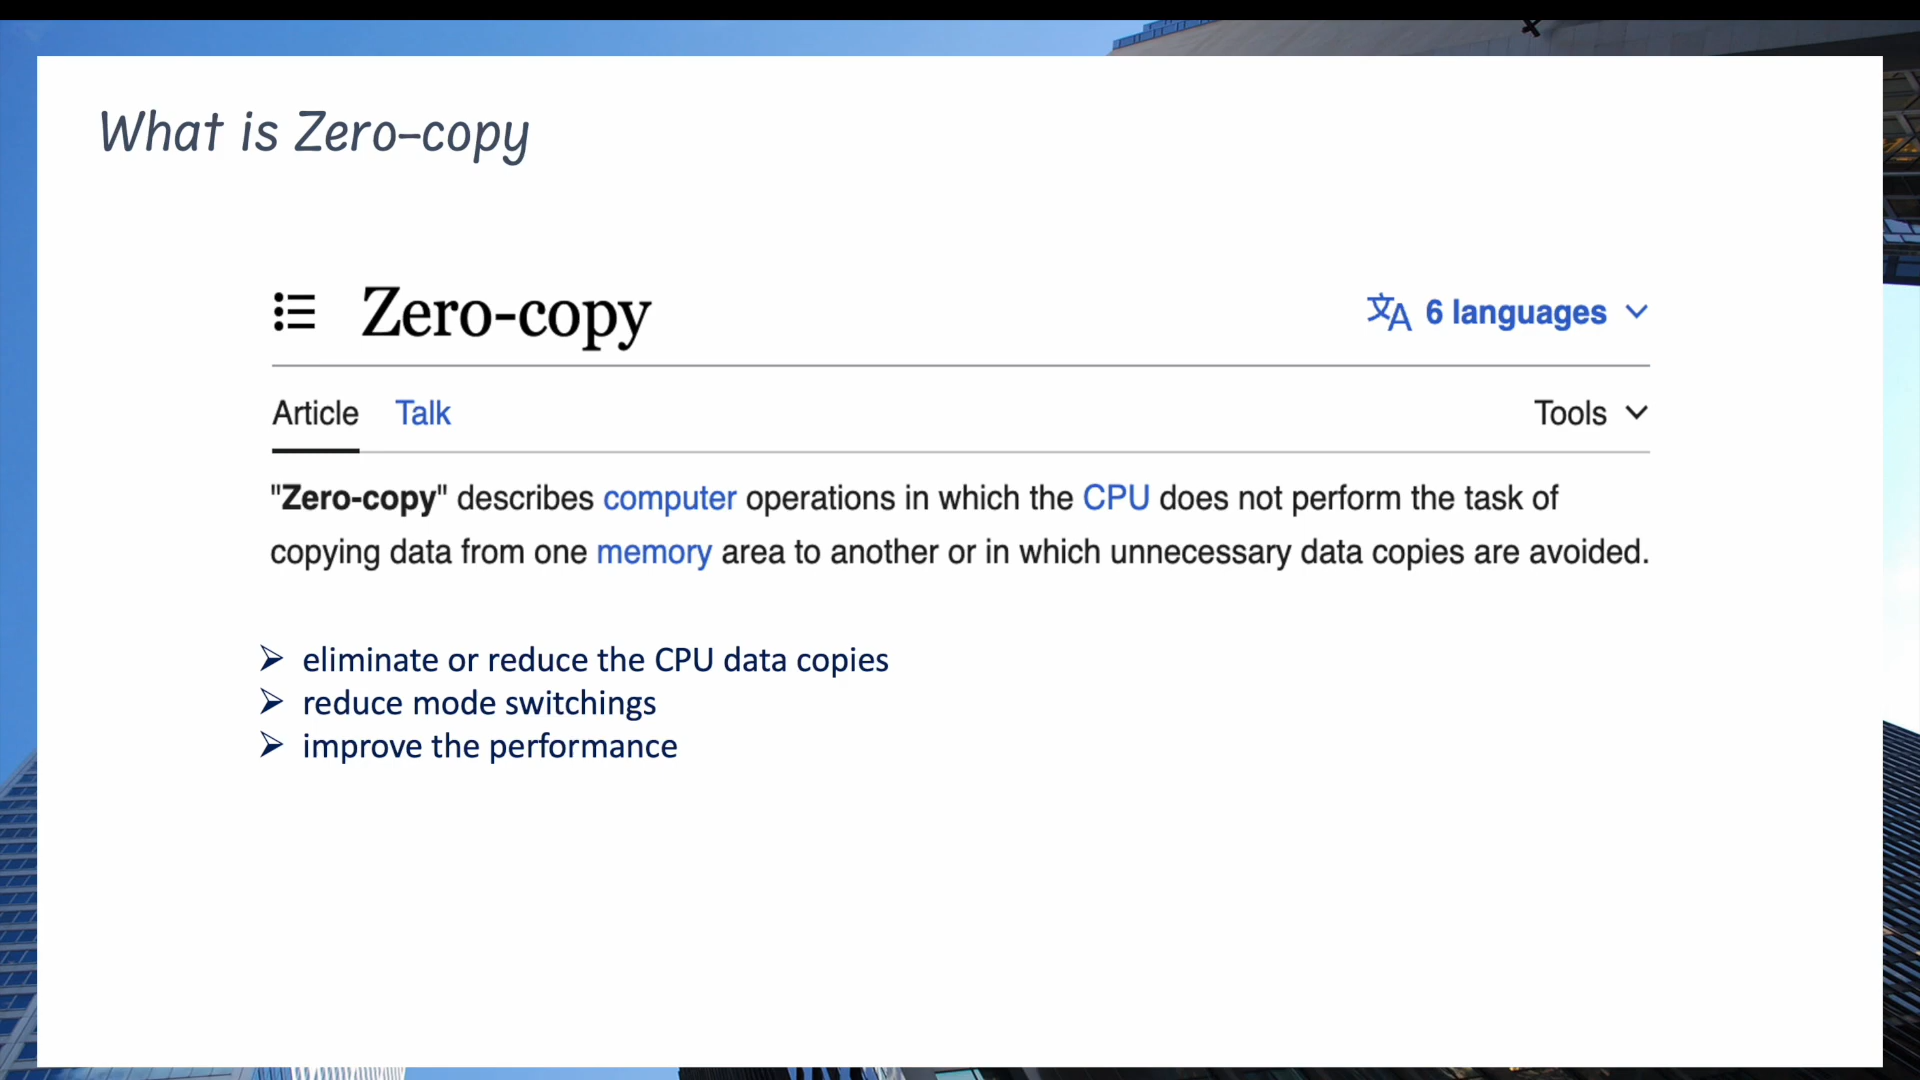 What is Zero-copy
Zero-copy
6 languages
Article Talk
Tools
"Zero-copy" describes computer operations in which the CPU does not perform the task of
copying data from one memory area to another or in which unnecessary data copies are avoided.
eliminate or reduce the CPU data copies
reduce mode switchings
improve the performance